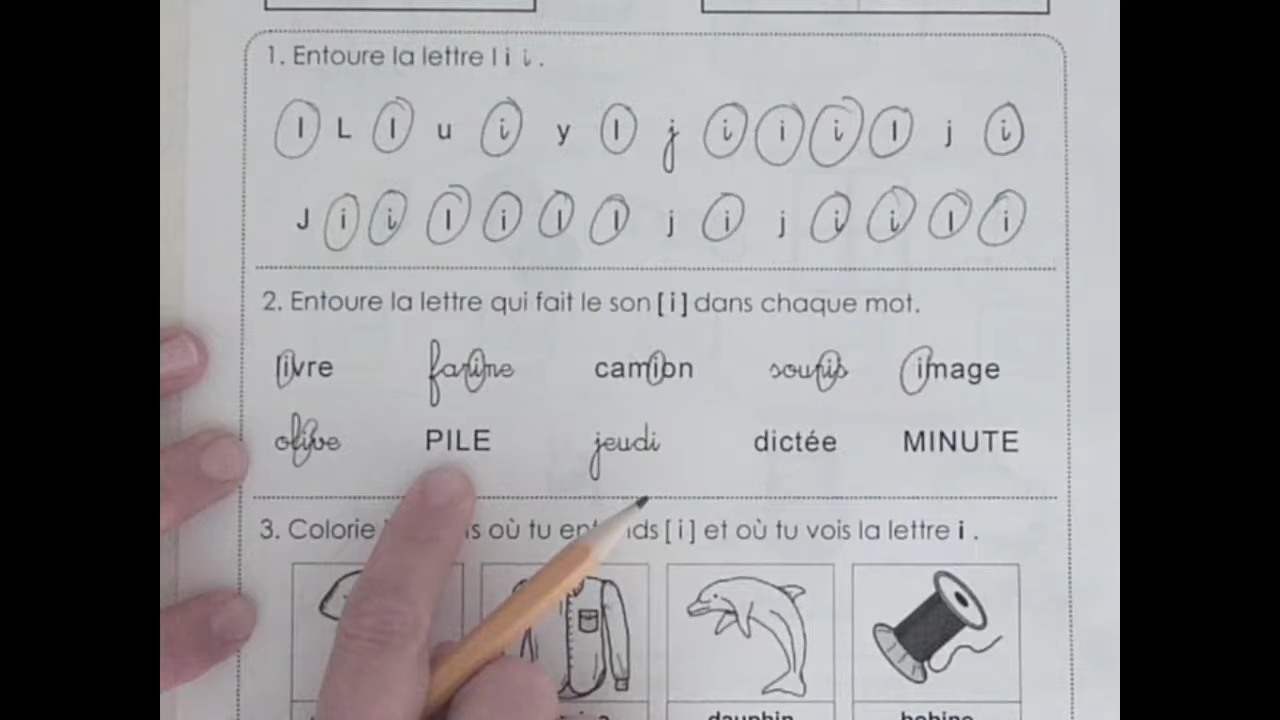 1. Entoure la lettre I i i .
I L I u i y I j i i i I j i
J i i I i I I j i j i i I i
2. Entoure la lettre qui fait le son [ i ] dans chaque mot.
livre farine camion souris image
olive PILE jeudi dictée MINUTE
3. Colorie où tu entends [ i ] et où tu vois la lettre i .
dauphin bobine